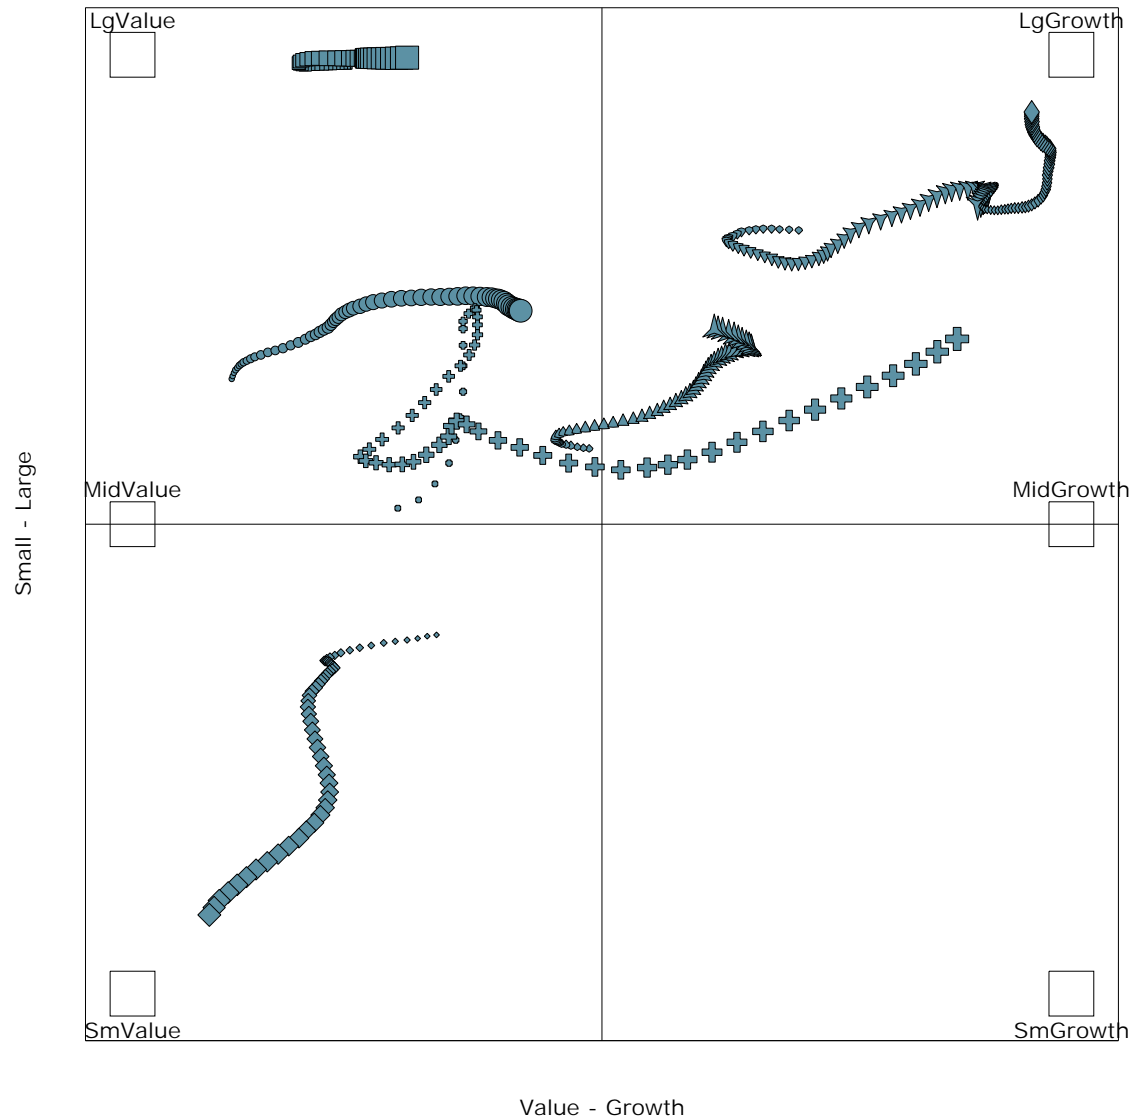 LgValue
LgGrowth
Small - Large
MidValue
MidGrowth
SmValue
SmGrowth
Value - Growth